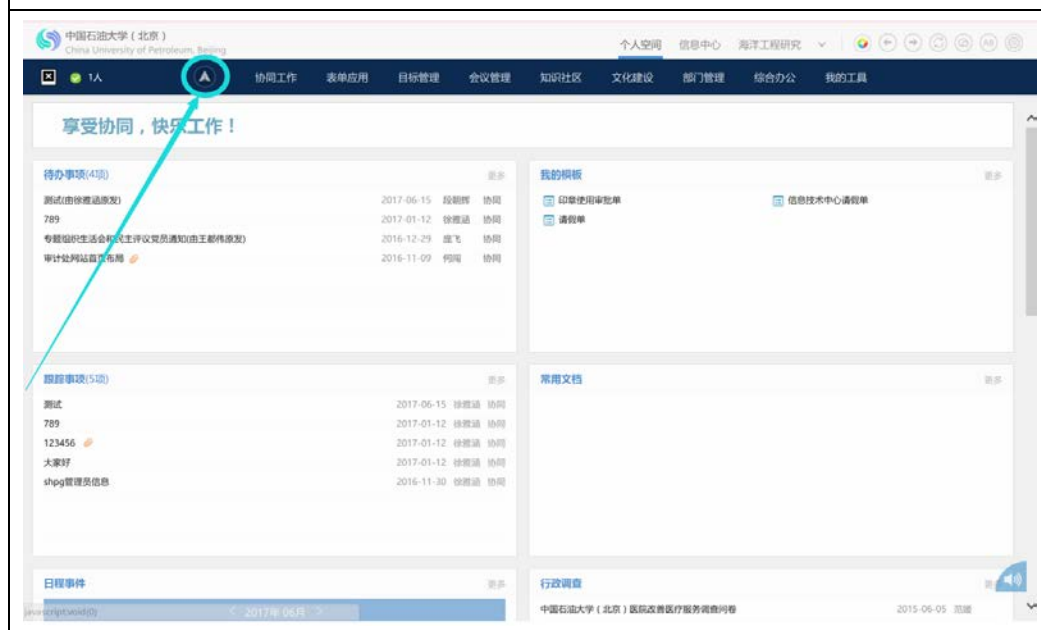 中国石油大学（北京）
China University of Petroleum, Beijing
个人空间 信息中心 海洋工程研究
1人 协同工作 表单应用 目标管理 会议管理 知识社区 文化建设 部门管理 综合办公 我的工具
享受协同，快乐工作！
待办事项(4项) 更多
测试(由徐雅涵原发) 2017-06-15 段朝辉 协同
789 2017-01-12 徐雅涵 协同
专题组织生活会和民主评议党员通知(由王都伟原发) 2016-12-29 庞飞 协同
审计处网站首页布局 2016-11-09 协同
我的模板 更多
印章使用审批单 信息技术中心请假单
请假单
跟踪事项(5项) 更多
测试 2017-06-15 徐雅涵 协同
789 2017-01-12 徐雅涵 协同
123456 2017-01-12 徐雅涵 协同
大家好 2017-01-12 徐雅涵 协同
shpg管理员信息 2016-11-30 徐雅涵 协同
常用文档 更多
日程事件 更多
javascript:void(0)
< 2017年 06月 >
行政调查
中国石油大学（北京）医院改善医疗服务调查问卷 2015-06-05